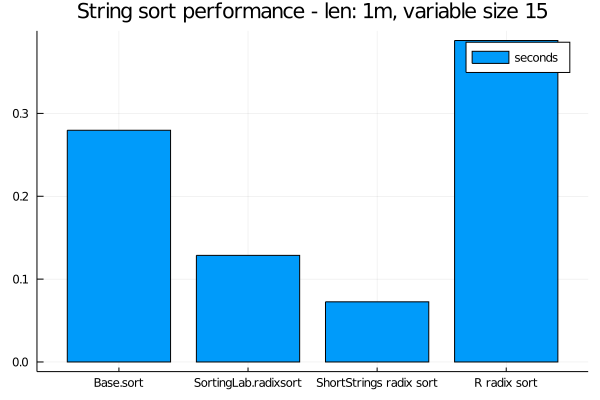 String sort performance - len: 1m, variable size 15
seconds
0.3
0.2
0.1
0.0
Base.sort
SortingLab.radixsort
ShortStrings radix sort
R radix sort